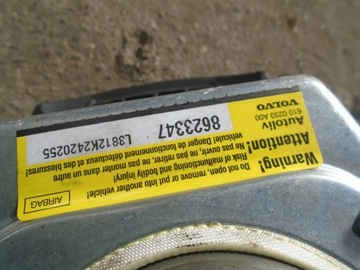 Autoliv
VOLVO
610 0233 A00
8623347
L3812K2420255
Warning!
Attention!
Do not open, remove or put into another vehicle!
Risk of malfunctioning and bodily injury!
Ne pas ouvrir, ne pas retirer, ne pas monter dans un autre
vehicule! Danger de fonctionnement défectueux et des blessures!
AIRBAG